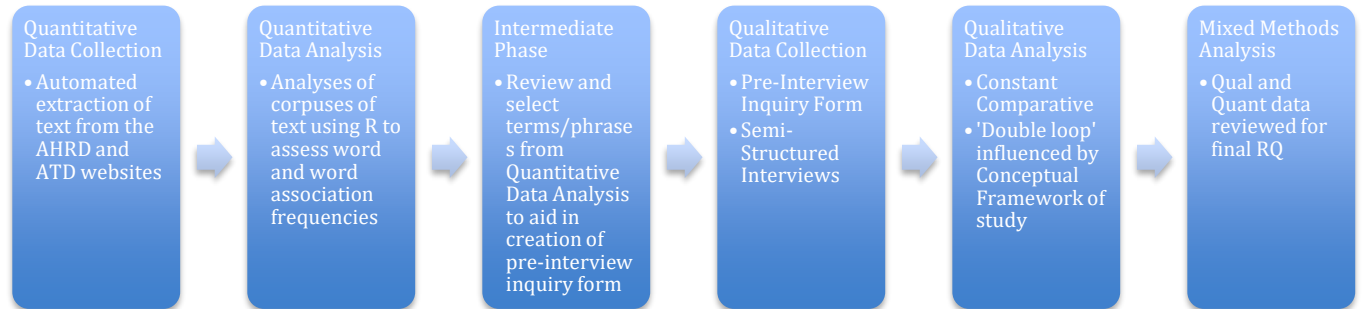 Quantitative
Data Collection
• Automated
extraction of
text from the
AHRD and
ATD websites
Quantitative
Data Analysis
• Analyses of
corpuses of
text using R to
assess word
and word
association
frequencies
Intermediate
Phase
• Review and
select
terms/phrase
s from
Quantitative
Data Analysis
to aid in
creation of
pre-interview
inquiry form
Qualitative
Data Collection
• Pre-Interview
Inquiry Form
• Semi-
Structured
Interviews
Qualitative
Data Analysis
• Constant
Comparative
• 'Double loop'
influenced by
Conceptual
Framework of
study
Mixed Methods
Analysis
• Qual and
Quant data
reviewed for
final RQ